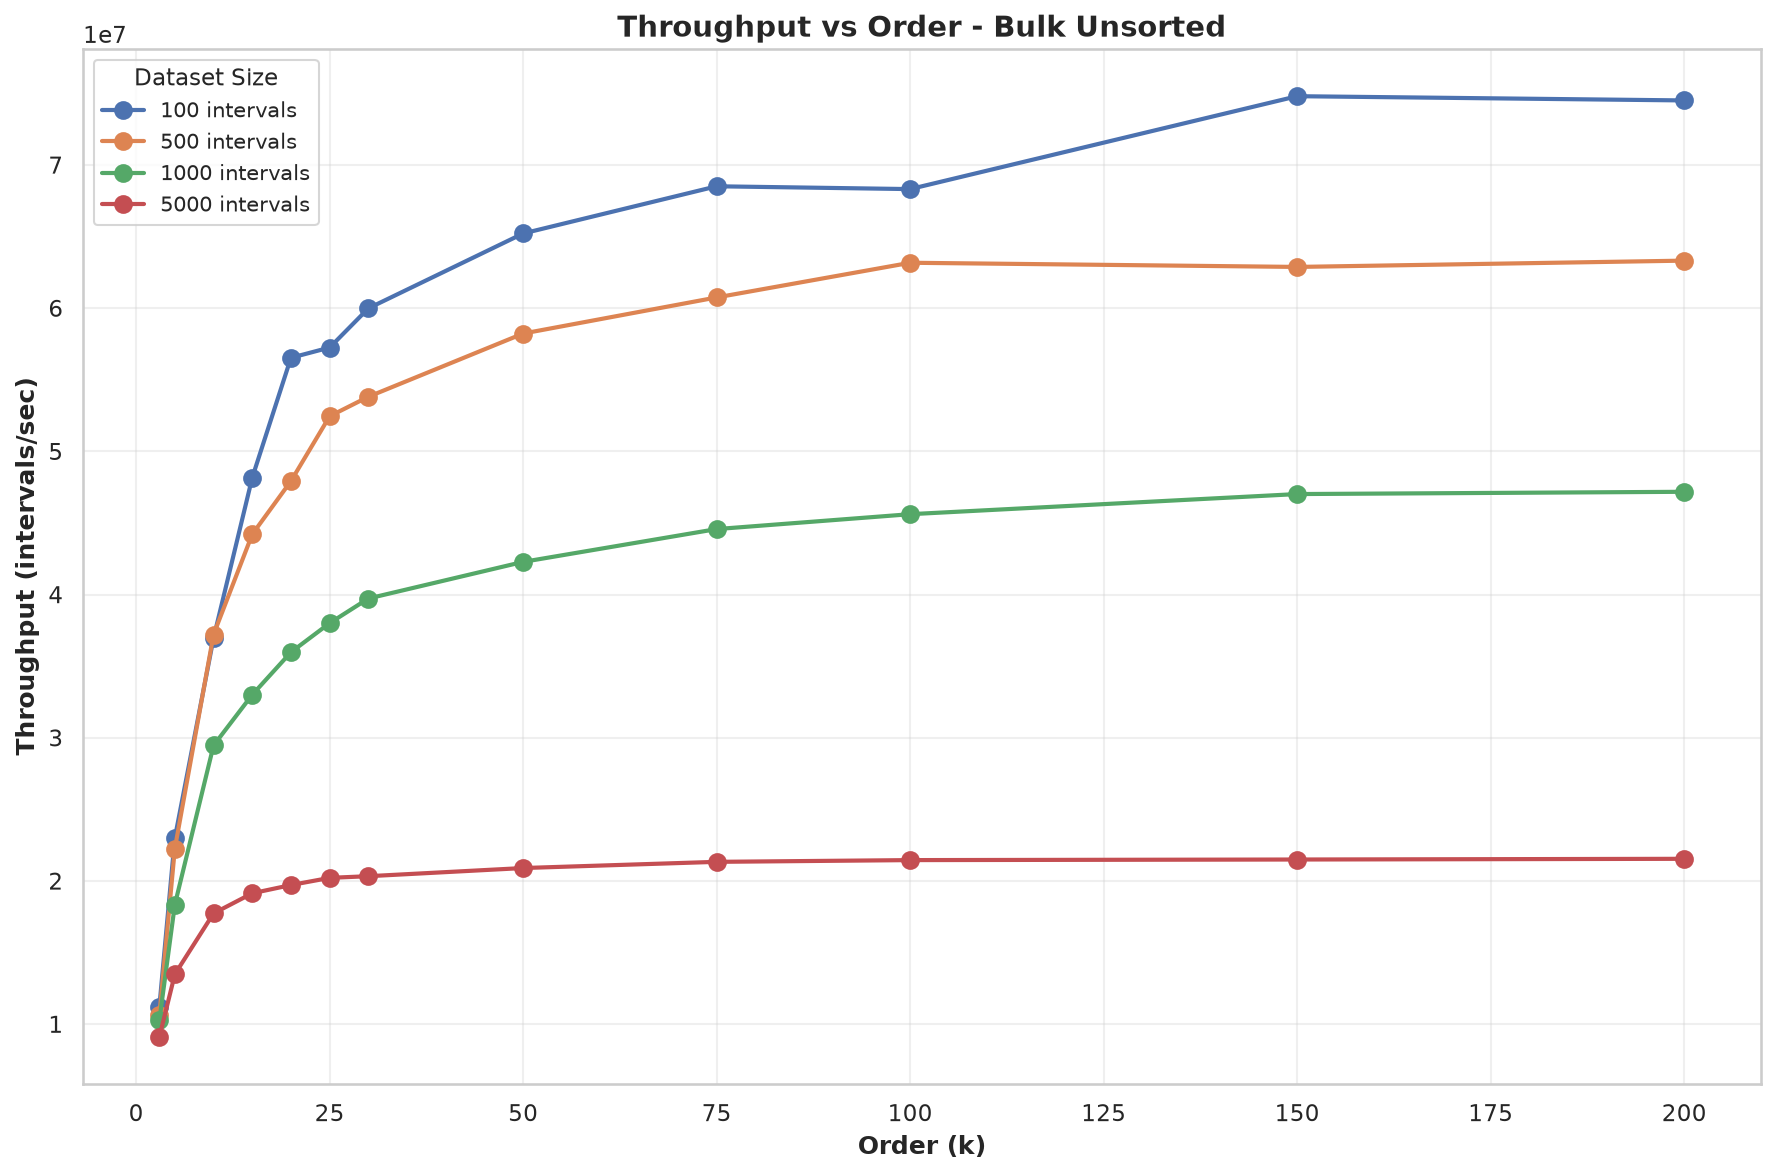 Throughput vs Order - Bulk Unsorted
1e7
Dataset Size
100 intervals
500 intervals
1000 intervals
5000 intervals
7
6
5
4
3
2
1
Throughput (intervals/sec)
0 25 50 75 100 125 150 175 200
Order (k)